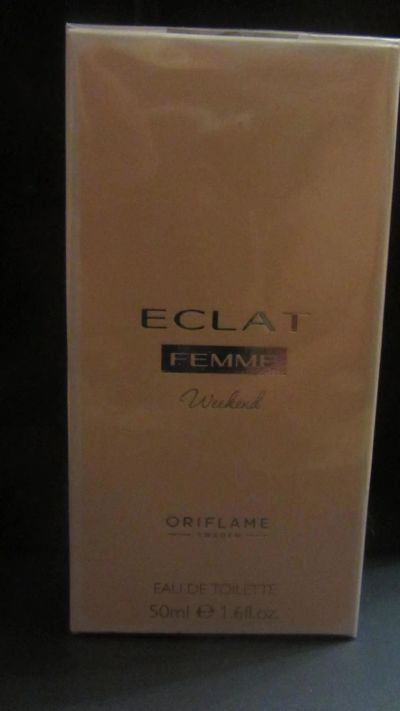 ECLAT
FEMME
Weekend
ORIFLAME
SWEDEN
EAU DE TOILETTE
50ml ℮ 1.6fl.oz.